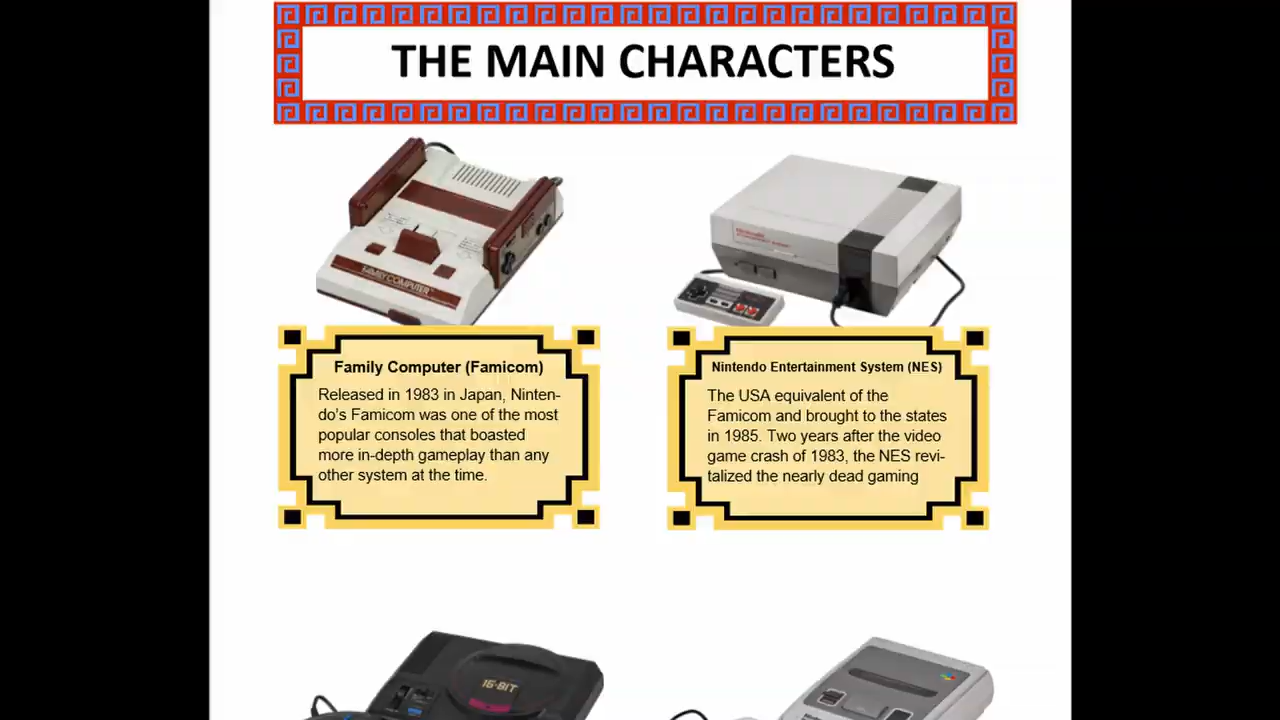 THE MAIN CHARACTERS
FAMILY COMPUTER
Nintendo
Family Computer (Famicom)
Released in 1983 in Japan, Ninten-
do's Famicom was one of the most
popular consoles that boasted
more in-depth gameplay than any
other system at the time.
Nintendo Entertainment System (NES)
The USA equivalent of the
Famicom and brought to the states
in 1985. Two years after the video
game crash of 1983, the NES revi-
talized the nearly dead gaming
16-BIT